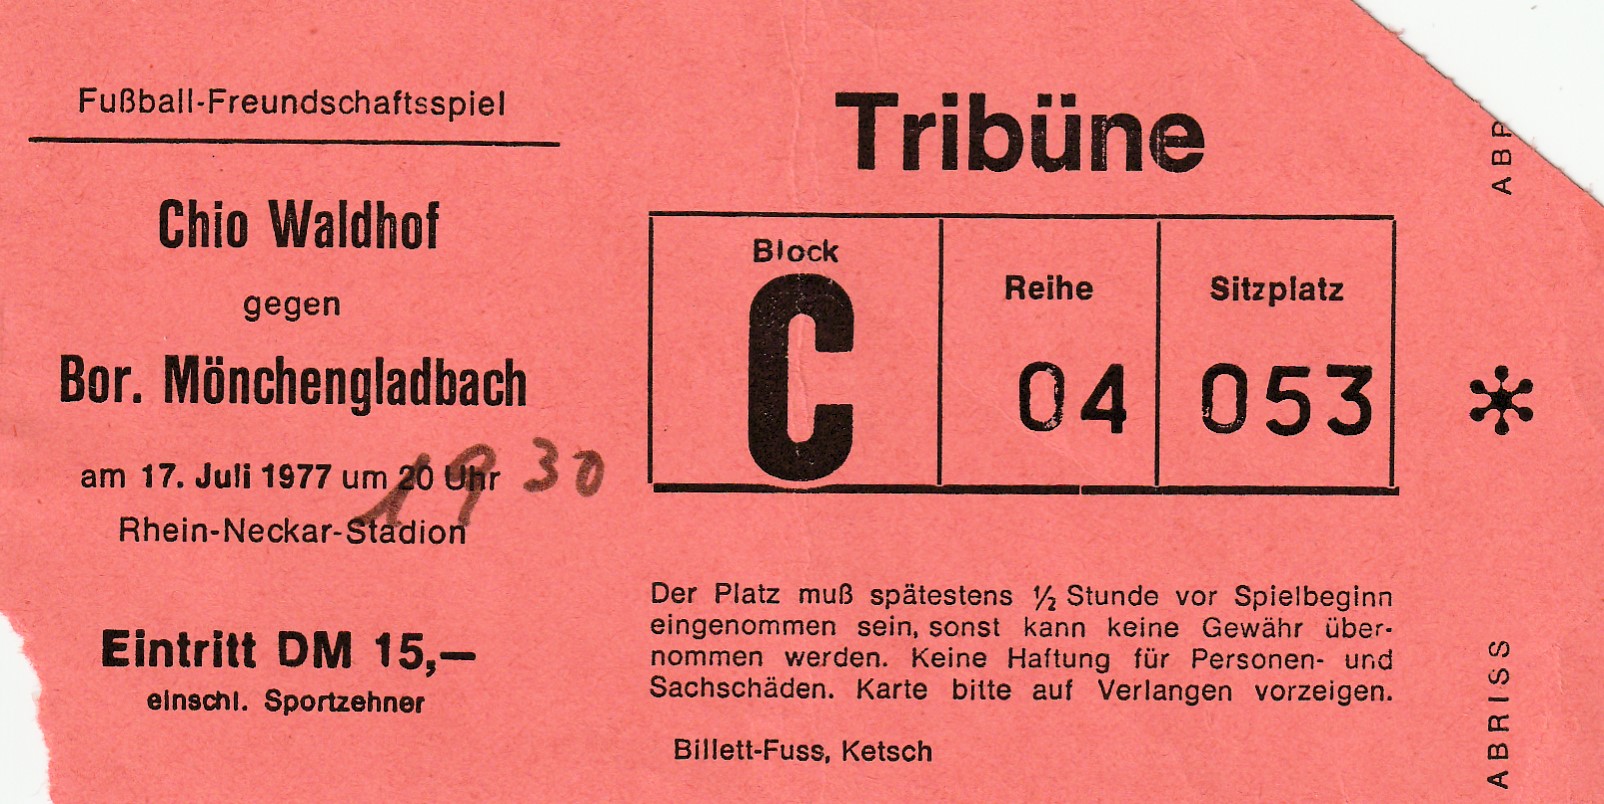 Fußball-Freundschaftsspiel
Chio Waldhof
gegen
Bor. Mönchengladbach
am 17. Juli 1977 um 20 Uhr
19 30
Rhein-Neckar-Stadion
Eintritt DM 15,—
einschl. Sportzehner
Tribüne
Block
C
Reihe
04
Sitzplatz
053
Der Platz muß spätestens ½ Stunde vor Spielbeginn
eingenommen sein, sonst kann keine Gewähr über-
nommen werden. Keine Haftung für Personen- und
Sachschäden. Karte bitte auf Verlangen vorzeigen.
Billett-Fuss, Ketsch
ABR
ABRISS